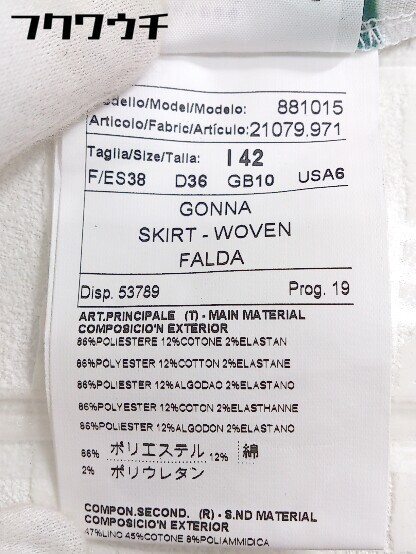 フクウチ
dello/Model/Modelo: 881015
Articolo/Fabric/Artículo: 21079.971
Taglia/Size/Talla: I 42
F/ES38 D36 GB10 USA6
GONNA
SKIRT - WOVEN
FALDA
Disp. 53789 Prog. 19
ART.PRINCIPALE (T) - MAIN MATERIAL
COMPOSICIO'N EXTERIOR
86%POLIESTERE 12%COTONE 2%ELASTAN
86%POLYESTER 12%COTTON 2%ELASTANE
86%POLIESTER 12%ALGODAO 2%ELASTANO
86%POLYESTER 12%COTON 2%ELASTHANNE
86%POLIESTER 12%ALGODON 2%ELASTANO
86% ポリエステル 12% 綿
2% ポリウレタン
COMPON.SECOND. (R) - S.ND MATERIAL
COMPOSICIO'N EXTERIOR
47%LINO 45%COTONE 8%POLIAMMIDICA